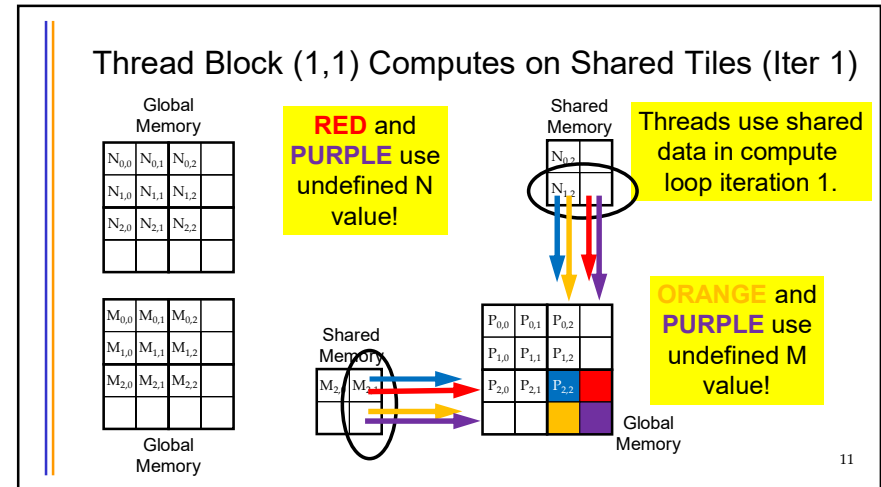 Thread Block (1,1) Computes on Shared Tiles (Iter 1)
Global
Memory
N0,0 N0,1 N0,2
N1,0 N1,1 N1,2
N2,0 N2,1 N2,2
RED and
PURPLE use
undefined N
value!
Shared
Memory
N0,2
N1,2
Threads use shared
data in compute
loop iteration 1.
M0,0 M0,1 M0,2
M1,0 M1,1 M1,2
M2,0 M2,1 M2,2
Global
Memory
Shared
Memory
M2,0 M2,1
P0,0 P0,1 P0,2
P1,0 P1,1 P1,2
P2,0 P2,1 P2,2
Global
Memory
ORANGE and
PURPLE use
undefined M
value!
11